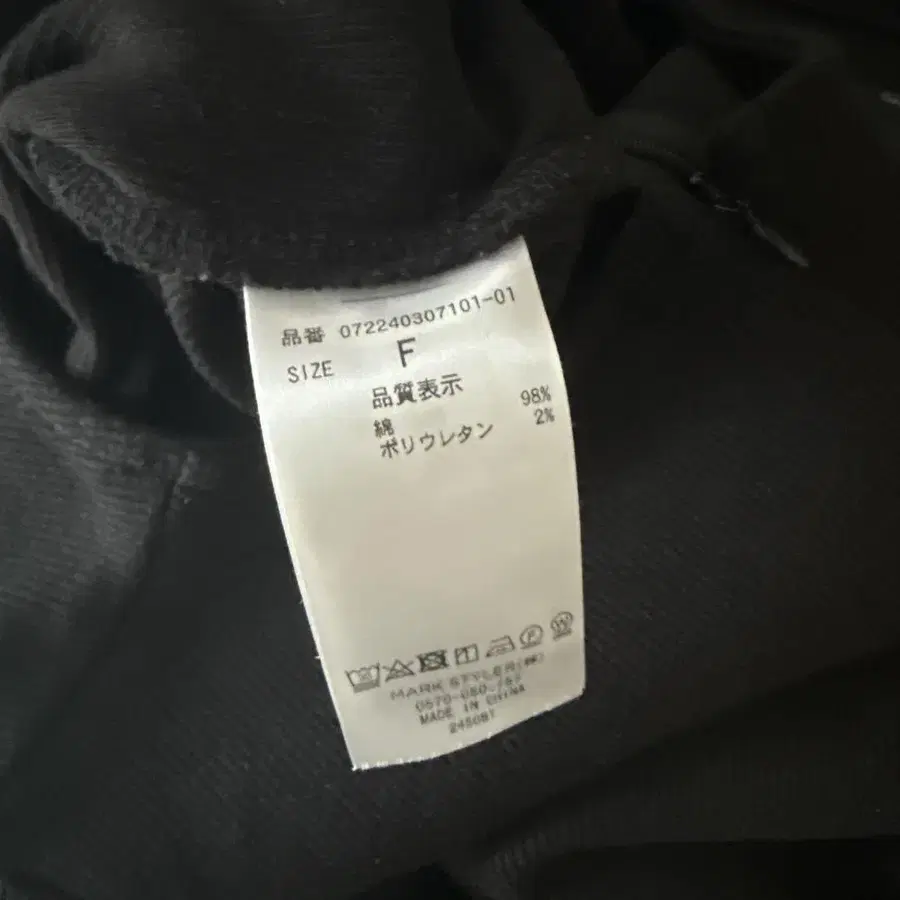 品番 072240307101-01
SIZE F
品質表示
綿 98%
ポリウレタン 2%
MARK STYLER(株)
0570-080-787
MADE IN CHINA
245081